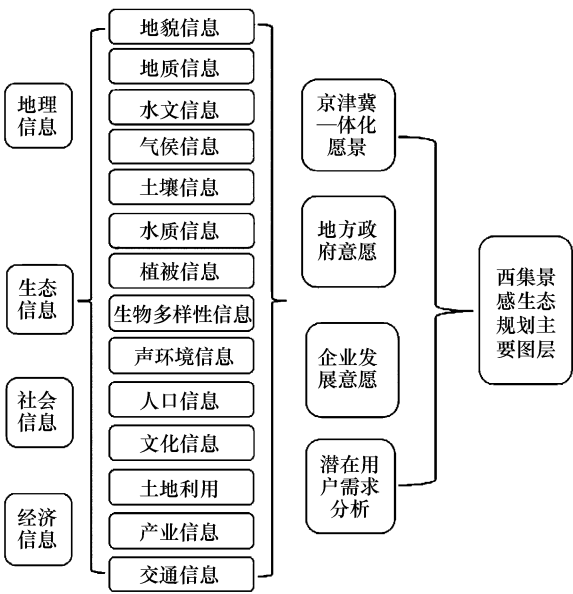 地理
信息
生态
信息
社会
信息
经济
信息
地貌信息
地质信息
水文信息
气侯信息
土壤信息
水质信息
植被信息
生物多样性信息
声环境信息
人口信息
文化信息
土地利用
产业信息
交通信息
京津冀
一体化
愿景
地方政
府意愿
企业发
展意愿
潜在用
户需求
分析
西集景
感生态
规划主
要图层